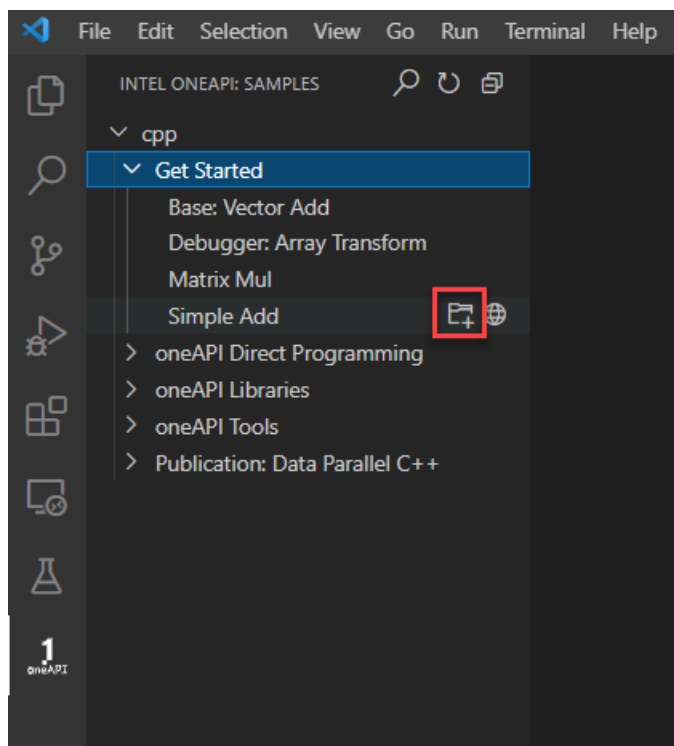 File Edit Selection View Go Run Terminal Help
INTEL ONEAPI: SAMPLES
cpp
Get Started
Base: Vector Add
Debugger: Array Transform
Matrix Mul
Simple Add
oneAPI Direct Programming
oneAPI Libraries
oneAPI Tools
Publication: Data Parallel C++
1
oneAPI